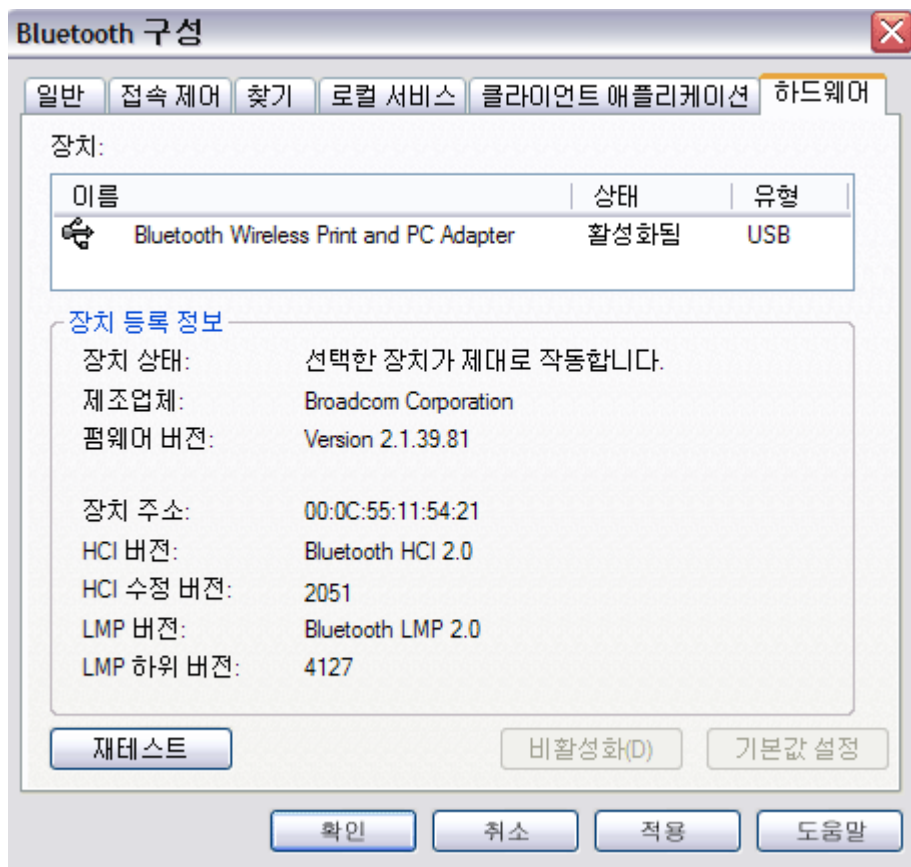 Bluetooth 구성
일반 접속 제어 찾기 로컬 서비스 클라이언트 애플리케이션 하드웨어
장치:
이름 상태 유형
Bluetooth Wireless Print and PC Adapter 활성화됨 USB
장치 등록 정보
장치 상태: 선택한 장치가 제대로 작동합니다.
제조업체: Broadcom Corporation
펌웨어 버전: Version 2.1.39.81
장치 주소: 00:0C:55:11:54:21
HCI 버전: Bluetooth HCI 2.0
HCI 수정 버전: 2051
LMP 버전: Bluetooth LMP 2.0
LMP 하위 버전: 4127
재테스트 비활성화(D) 기본값 설정
확인 취소 적용 도움말